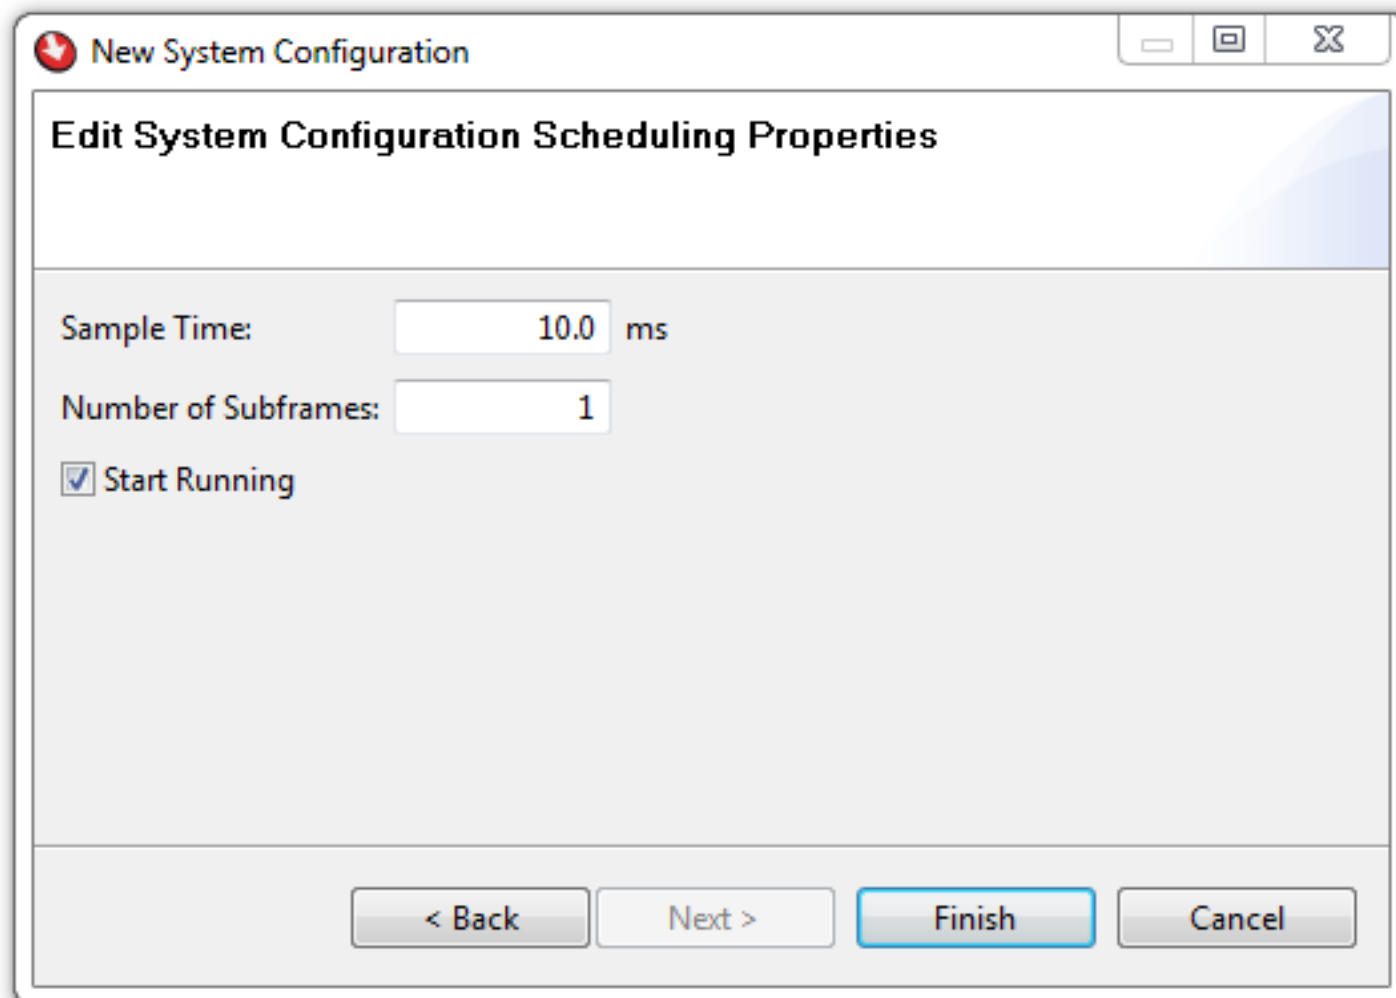 New System Configuration
Edit System Configuration Scheduling Properties
Sample Time: 10.0 ms
Number of Subframes: 1
Start Running
< Back Next > Finish Cancel